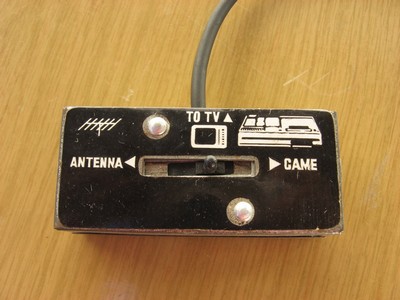 TO TV ▲
ANTENNA ◀ ▶ GAME